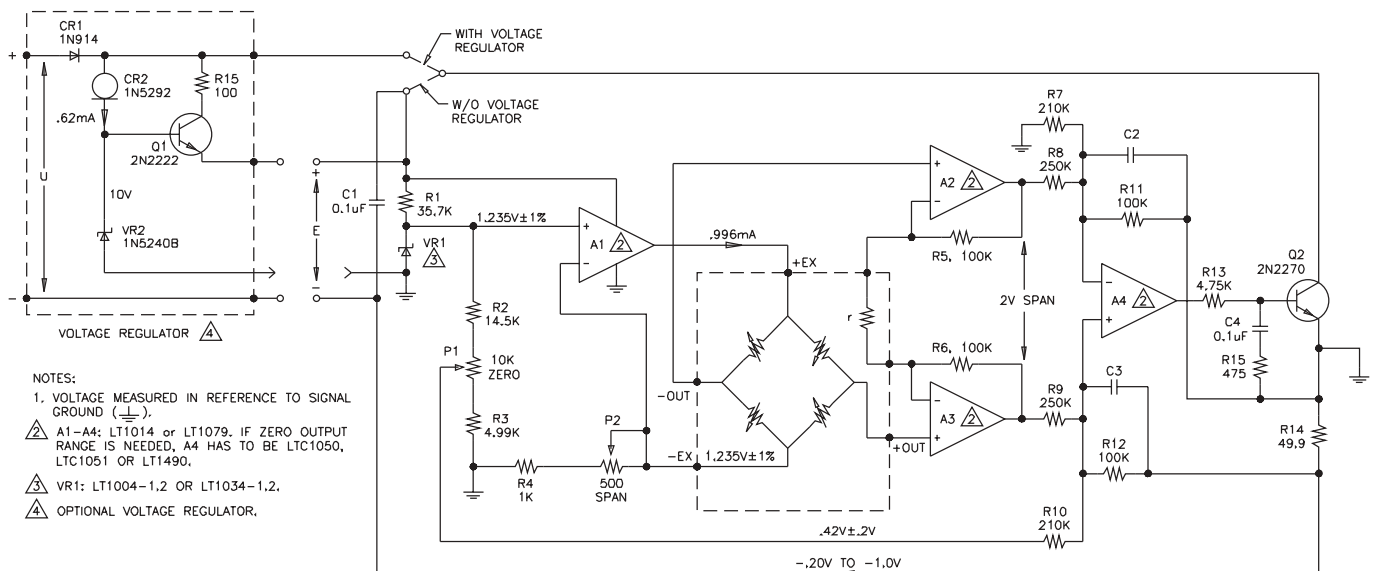 CR1
1N914
+
CR2
1N5292
R15
100
.62mA
Q1
2N2222
U
10V
VR2
1N5240B
-
VOLTAGE REGULATOR 4
WITH VOLTAGE
REGULATOR
W/O VOLTAGE
REGULATOR
+
E
-
C1
0.1uF
R1
35.7K
1.235V±1%
VR1
3
R2
14.5K
P1
10K
ZERO
R3
4.99K
R4
1K
P2
500
SPAN
+
-
A1 2
.996mA
+EX
r
-OUT
+OUT
-EX
1.235V±1%
+
-
A2 2
R5, 100K
2V SPAN
R6, 100K
-
+
A3 2
R7
210K
R8
250K
C2
R11
100K
-
+
A4 2
R13
4.75K
Q2
2N2270
C4
0.1uF
R15
475
R9
250K
C3
R12
100K
R14
49.9
R10
210K
.42V±.2V
-.20V TO -1.0V
NOTES:
1. VOLTAGE MEASURED IN REFERENCE TO SIGNAL
GROUND ( ).
2 A1-A4: LT1014 or LT1079. IF ZERO OUTPUT
RANGE IS NEEDED, A4 HAS TO BE LTC1050,
LTC1051 OR LT1490.
3 VR1: LT1004-1.2 OR LT1034-1.2.
4 OPTIONAL VOLTAGE REGULATOR.